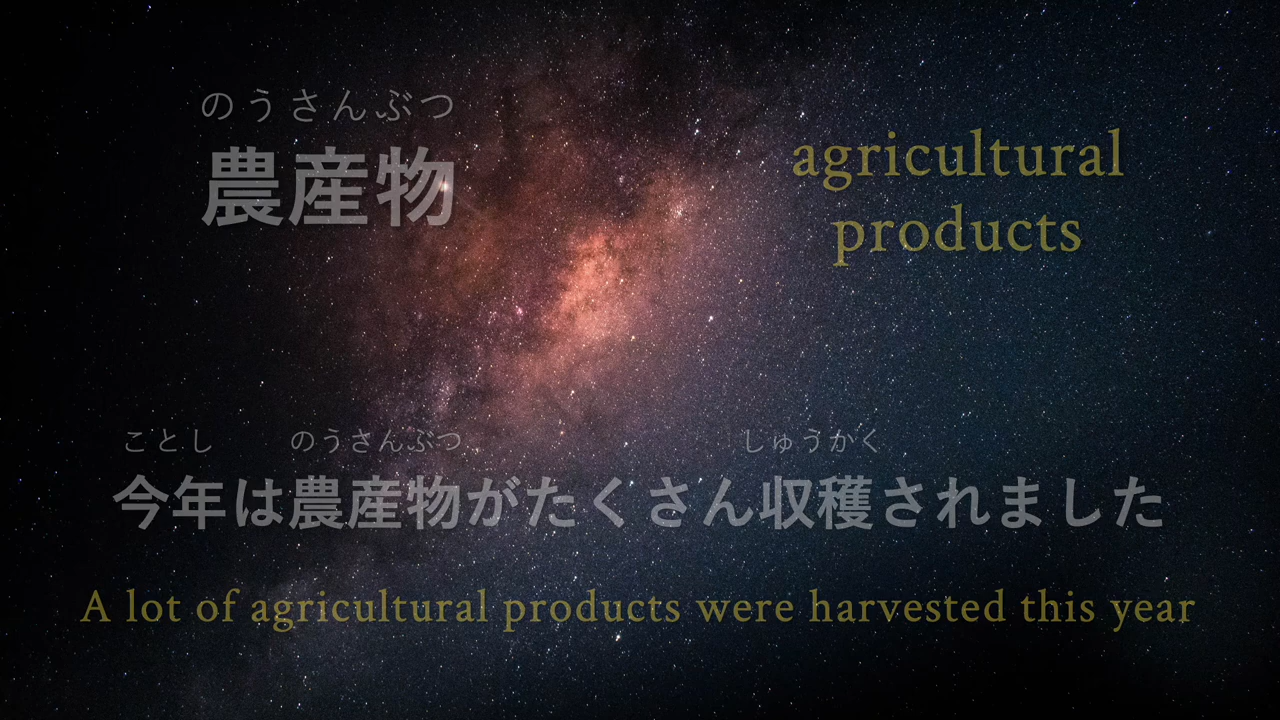 のうさんぶつ
農産物
agricultural
products
ことし のうさんぶつ しゅうかく
今年は農産物がたくさん収穫されました
A lot of agricultural products were harvested this year